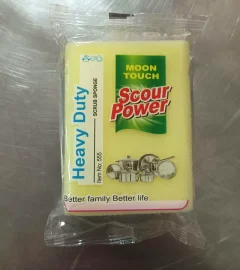 MOON
TOUCH
Scour
Power
Heavy Duty
SCRUB SPONGE
Item No: 555
Better family Better life